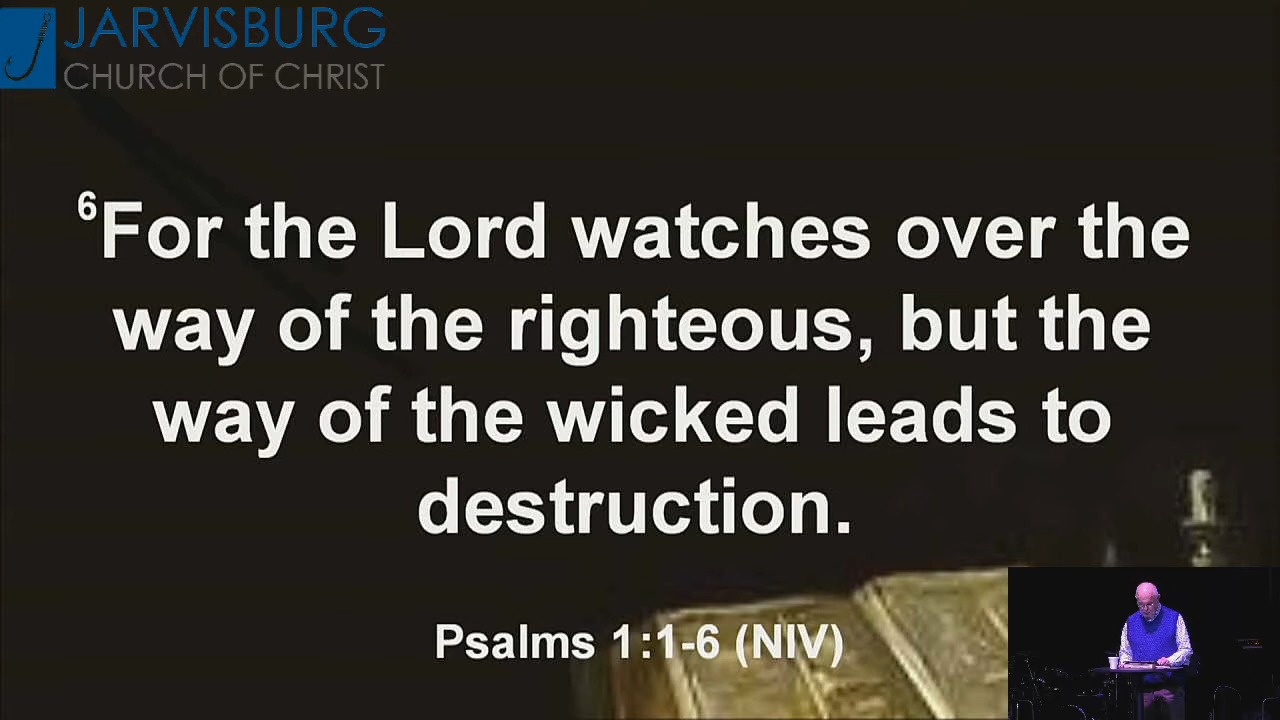 JARVISBURG
CHURCH OF CHRIST
6For the Lord watches over the
way of the righteous, but the
way of the wicked leads to
destruction.
Psalms 1:1-6 (NIV)